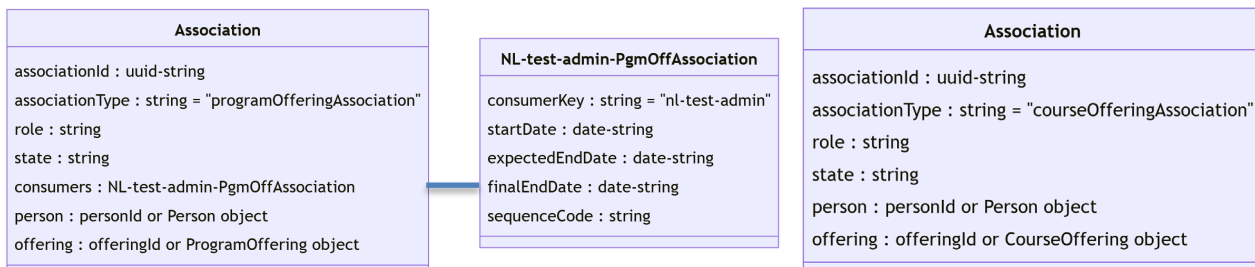 Association
associationId : uuid-string
associationType : string = "programOfferingAssociation"
role : string
state : string
consumers : NL-test-admin-PgmOffAssociation
person : personId or Person object
offering : offeringId or ProgramOffering object
NL-test-admin-PgmOffAssociation
consumerKey : string = "nl-test-admin"
startDate : date-string
expectedEndDate : date-string
finalEndDate : date-string
sequenceCode : string
Association
associationId : uuid-string
associationType : string = "courseOfferingAssociation"
role : string
state : string
person : personId or Person object
offering : offeringId or CourseOffering object